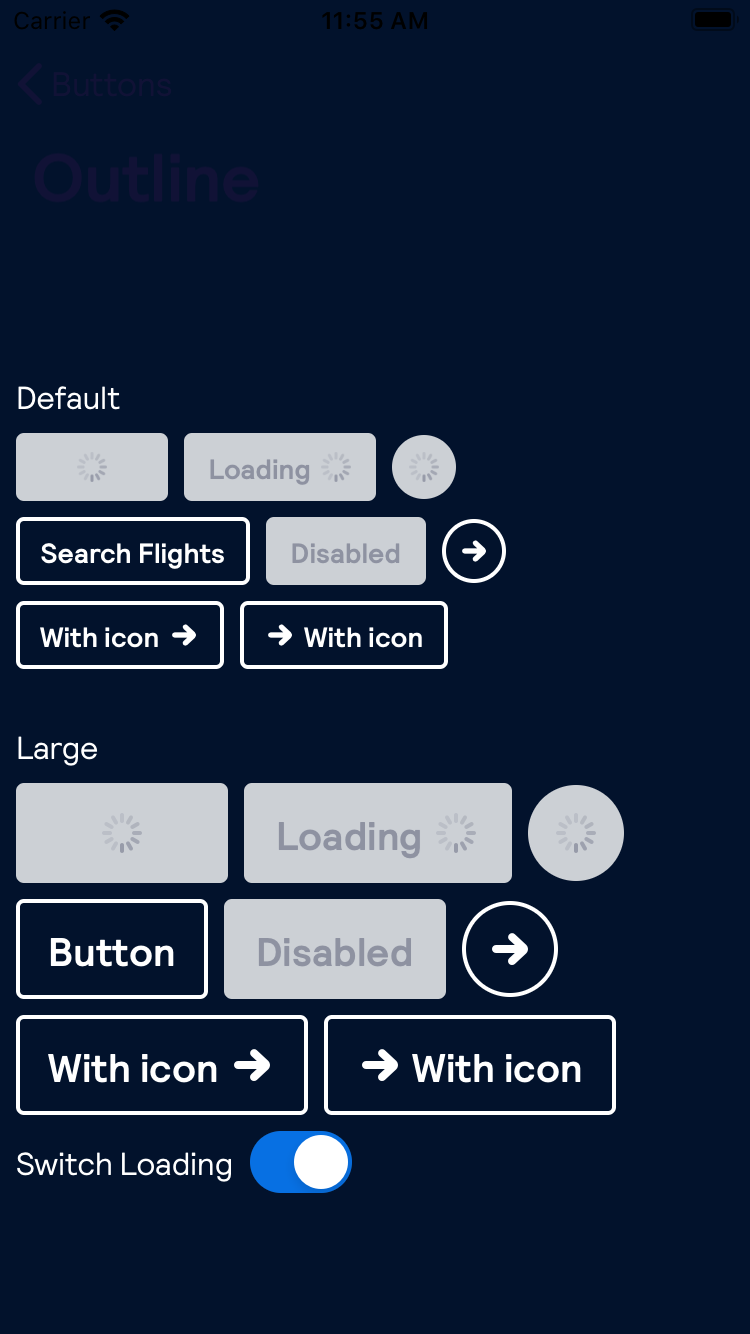 Carrier 11:55 AM
Buttons
Outline
Default
Loading
Search Flights Disabled
With icon With icon
Large
Loading
Button Disabled
With icon With icon
Switch Loading